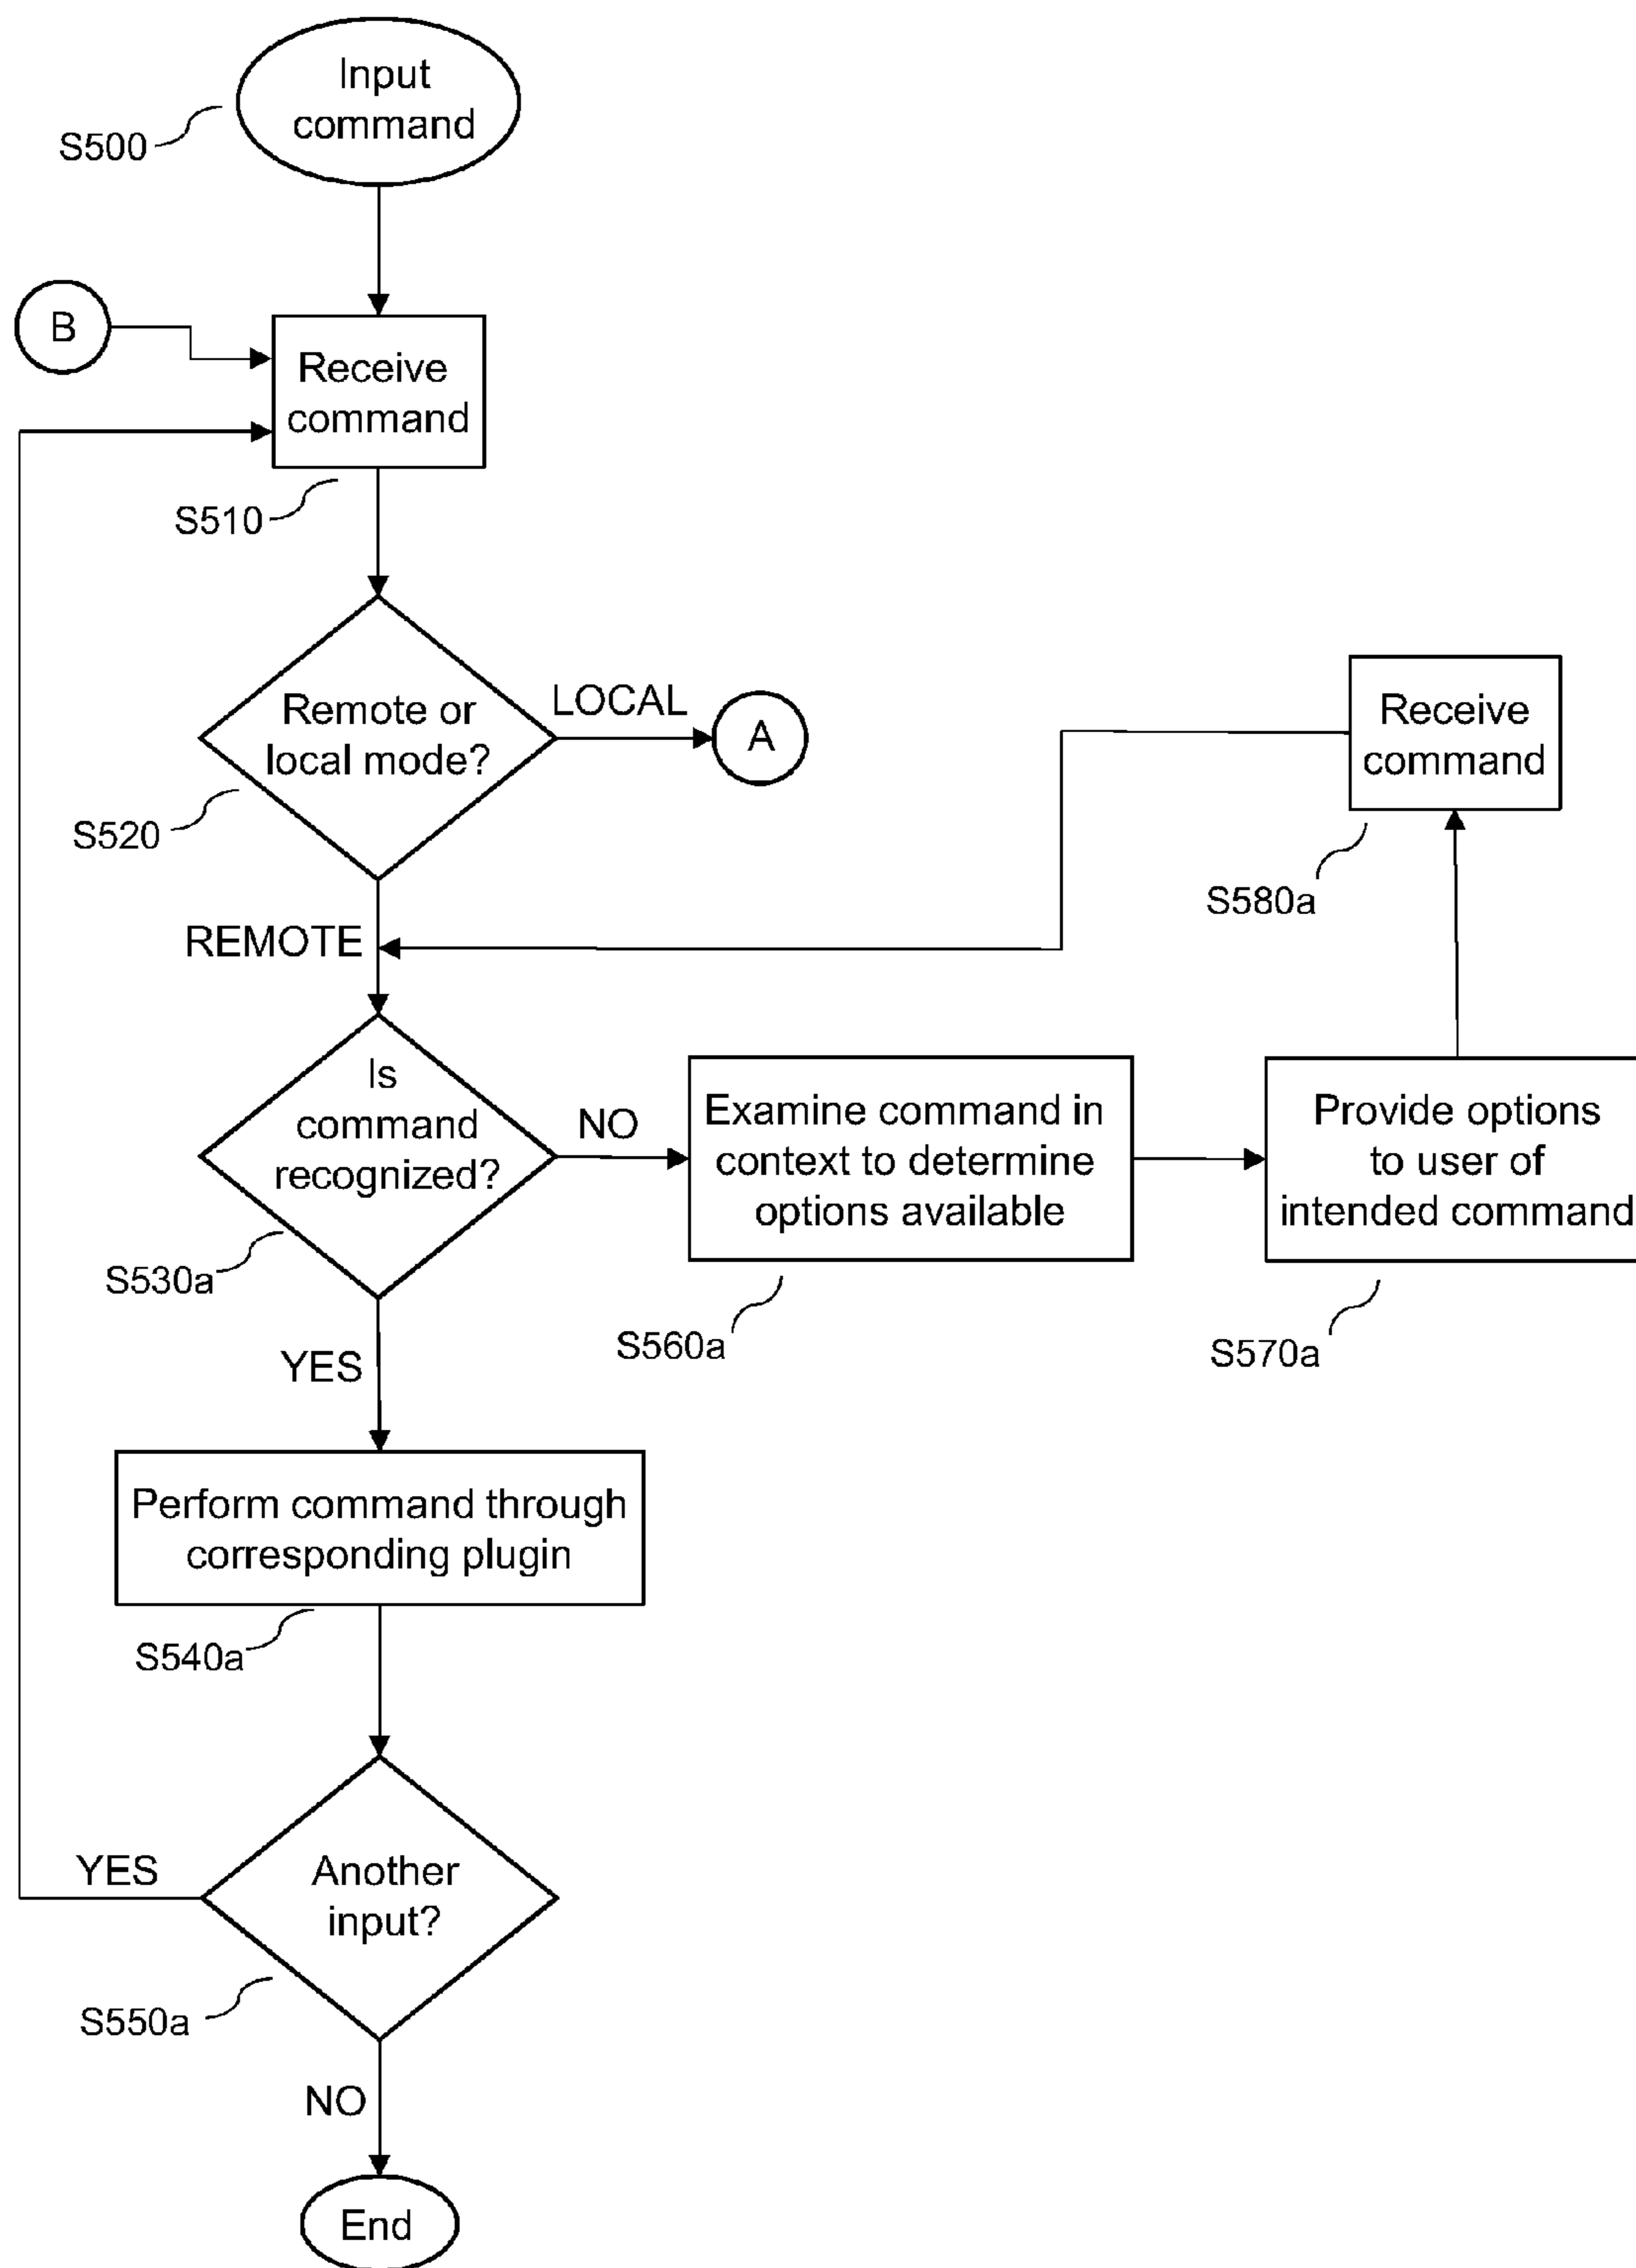 Input
command
S500
B
Receive
command
S510
Remote or
local mode?
LOCAL
A
S520
Receive
command
S580a
REMOTE
Is
command
recognized?
NO
S530a
Examine command in
context to determine
options available
S560a
Provide options
to user of
intended command
S570a
YES
Perform command through
corresponding plugin
S540a
YES
Another
input?
S550a
NO
End